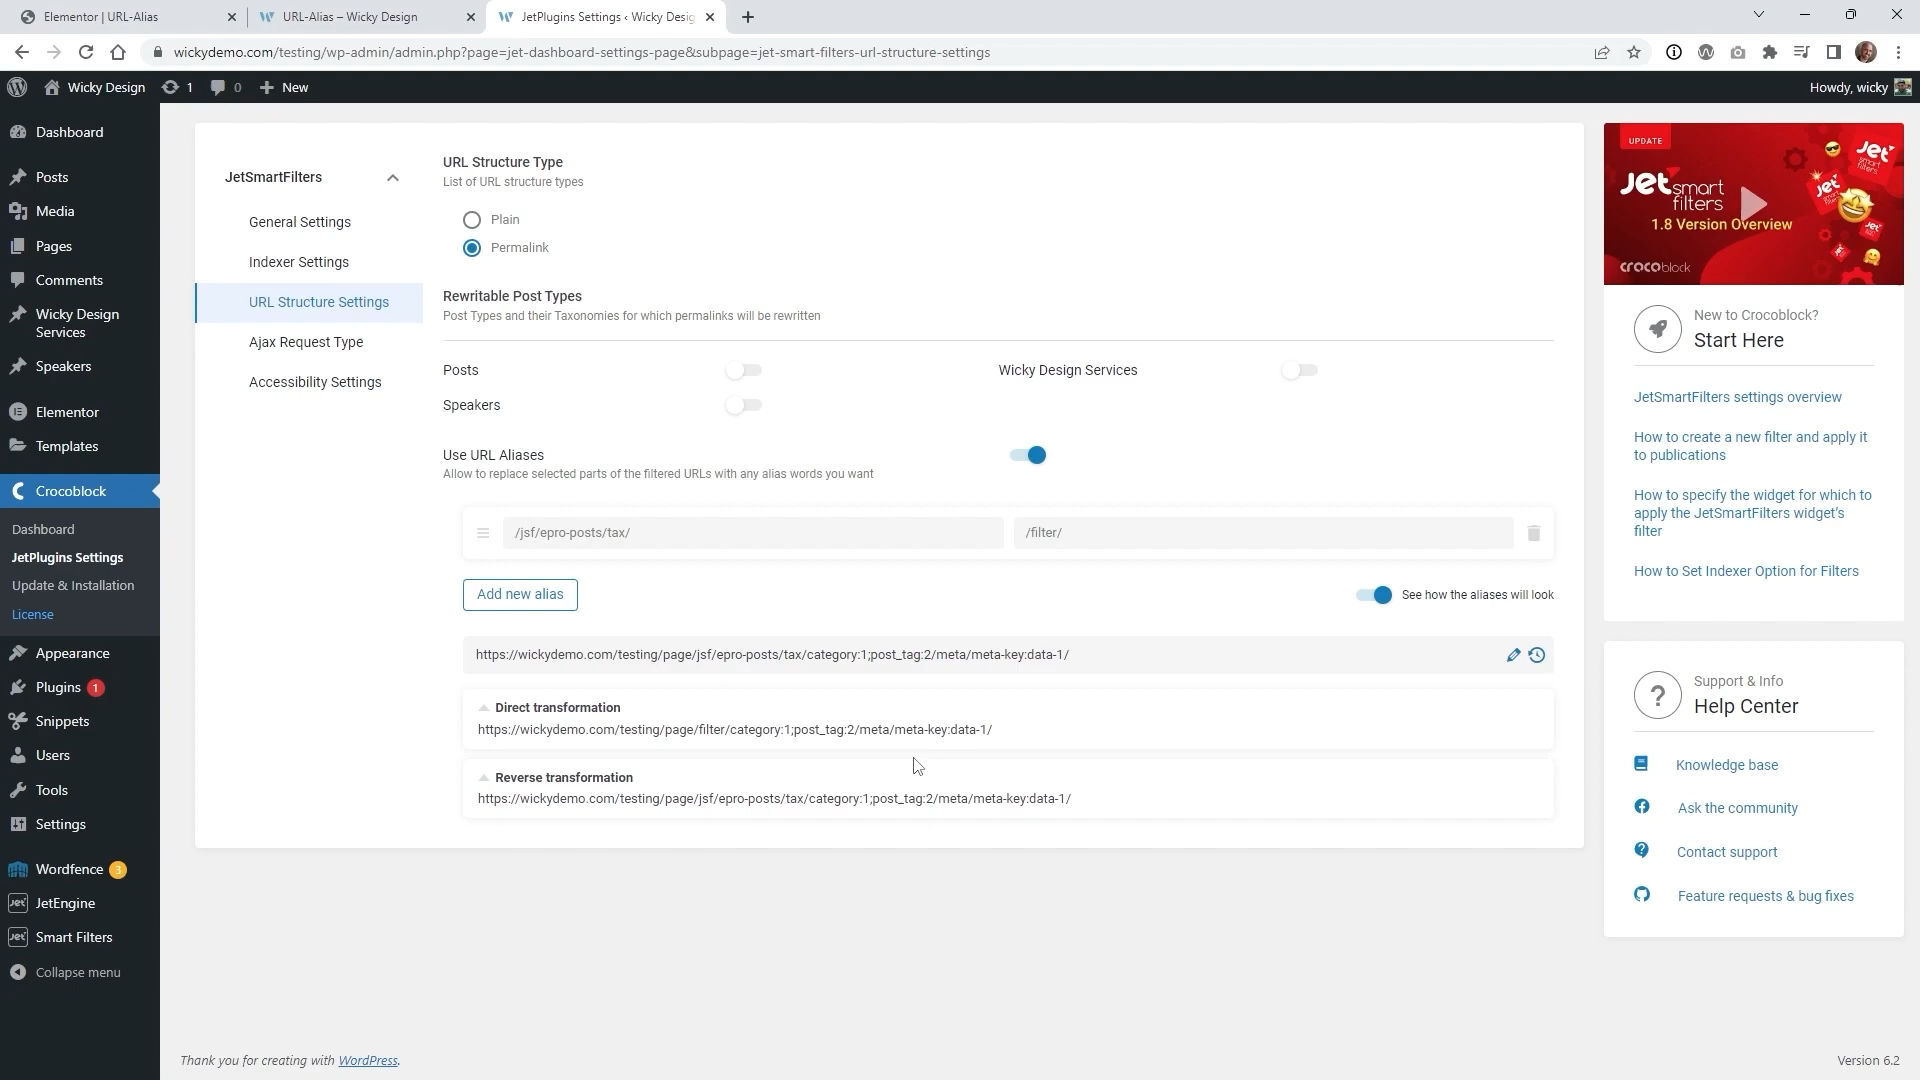 Elementor | URL-Alias
URL-Alias – Wicky Design
JetPlugins Settings ‹ Wicky Desig
wickydemo.com/testing/wp-admin/admin.php?page=jet-dashboard-settings-page&subpage=jet-smart-filters-url-structure-settings
Wicky Design
1
0
New
Howdy, wicky
Dashboard
Posts
Media
Pages
Comments
Wicky Design
Services
Speakers
Elementor
Templates
Crocoblock
Dashboard
JetPlugins Settings
Update & Installation
License
Appearance
Plugins 1
Snippets
Users
Tools
Settings
Wordfence 3
JetEngine
Smart Filters
Collapse menu
JetSmartFilters
General Settings
Indexer Settings
URL Structure Settings
Ajax Request Type
Accessibility Settings
URL Structure Type
List of URL structure types
Plain
Permalink
Rewritable Post Types
Post Types and their Taxonomies for which permalinks will be rewritten
Posts
Wicky Design Services
Speakers
Use URL Aliases
Allow to replace selected parts of the filtered URLs with any alias words you want
/jsf/epro-posts/tax/
/filter/
Add new alias
See how the aliases will look
https://wickydemo.com/testing/page/jsf/epro-posts/tax/category:1;post_tag:2/meta/meta-key:data-1/
Direct transformation
https://wickydemo.com/testing/page/filter/category:1;post_tag:2/meta/meta-key:data-1/
Reverse transformation
https://wickydemo.com/testing/page/jsf/epro-posts/tax/category:1;post_tag:2/meta/meta-key:data-1/
UPDATE
Jet smart filters
1.8 Version Overview
crocoblock
New to Crocoblock?
Start Here
JetSmartFilters settings overview
How to create a new filter and apply it
to publications
How to specify the widget for which to
apply the JetSmartFilters widget's
filter
How to Set Indexer Option for Filters
Support & Info
Help Center
Knowledge base
Ask the community
Contact support
Feature requests & bug fixes
Thank you for creating with WordPress.
Version 6.2